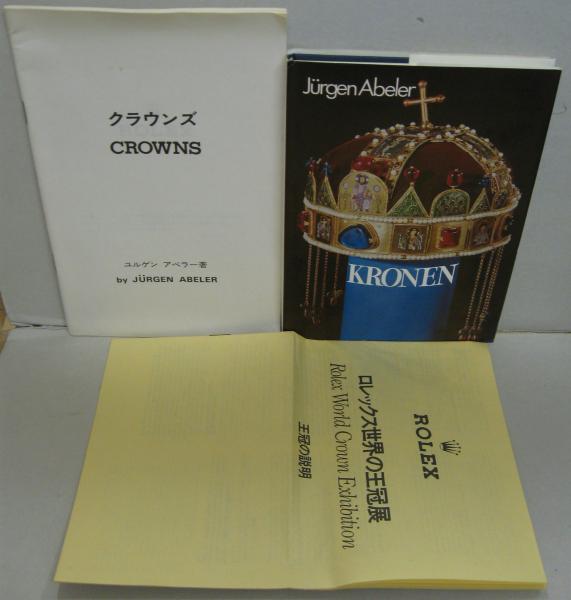 クラウンズ
CROWNS
ユルゲン アベラー著
by JÜRGEN ABELER
Jürgen Abeler
KRONEN
ROLEX
ロレックス世界の王冠展
Rolex World Crown Exhibition
王冠の説明